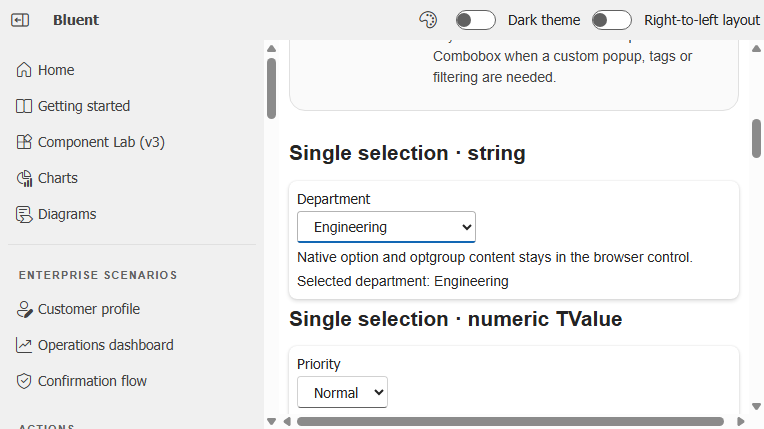 Bluent
Dark theme
Right-to-left layout
Home
Getting started
Component Lab (v3)
Charts
Diagrams
ENTERPRISE SCENARIOS
Customer profile
Operations dashboard
Confirmation flow
Combobox when a custom popup, tags or
filtering are needed.
Single selection · string
Department
Engineering
Native option and optgroup content stays in the browser control.
Selected department: Engineering
Single selection · numeric TValue
Priority
Normal